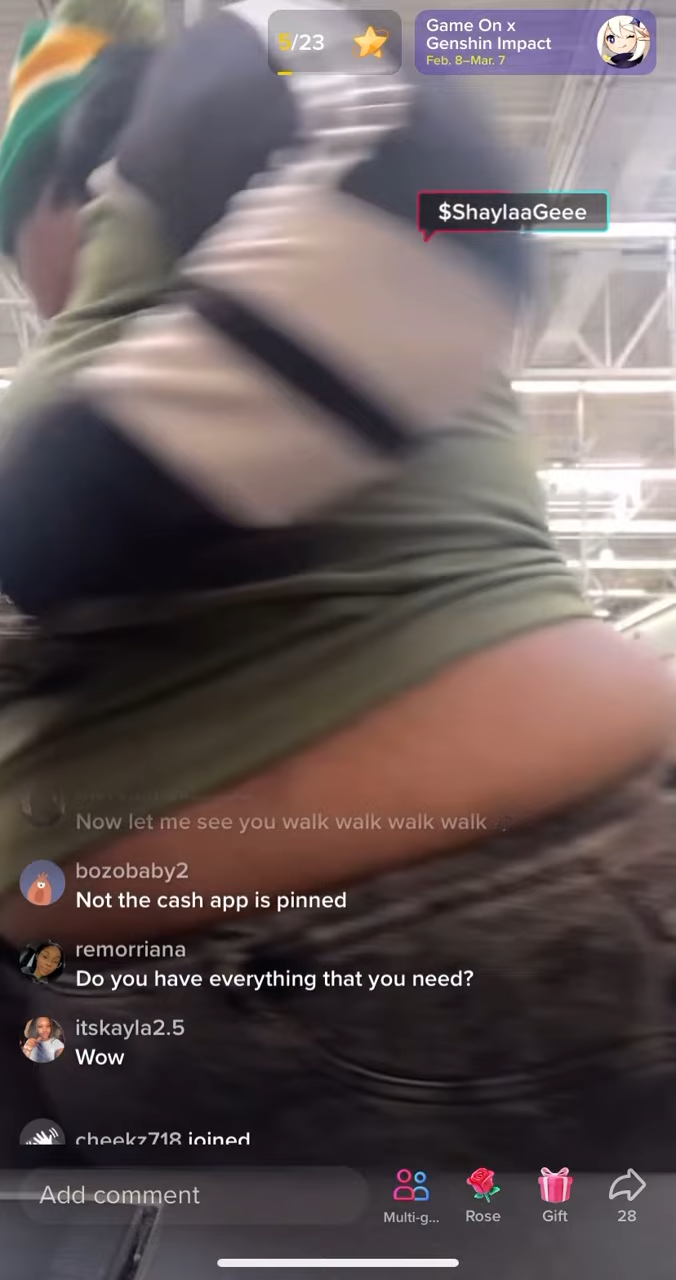 5/23
Game On x
Genshin Impact
Feb. 8–Mar. 7
$ShaylaaGeee
Now let me see you walk walk walk walk
bozobaby2
Not the cash app is pinned
remorriana
Do you have everything that you need?
itskayla2.5
Wow
cheekz718 joined
Add comment
Multi-g...
Rose
Gift
28